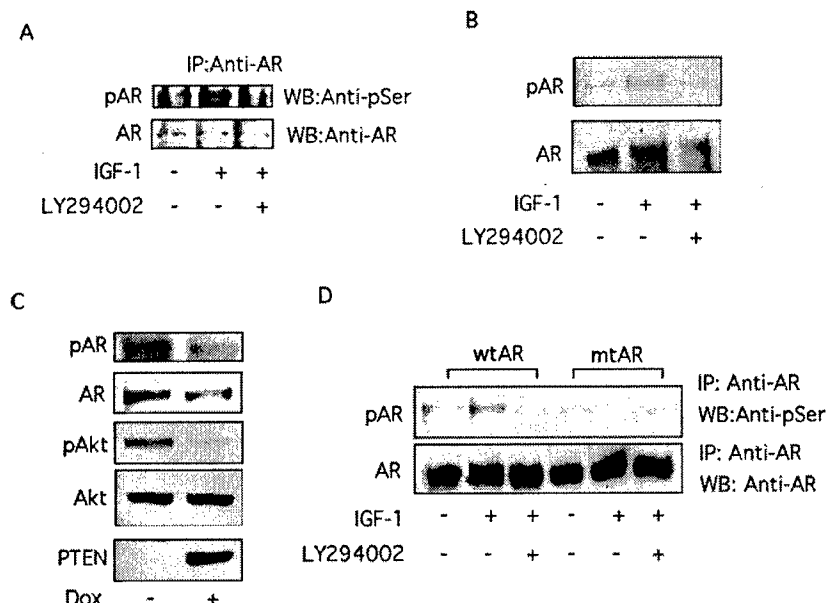 A
IP:Anti-AR
pAR WB:Anti-pSer
AR WB:Anti-AR
IGF-1 - + +
LY294002 - - +
B
pAR
AR
IGF-1 - + +
LY294002 - - +
C
pAR
AR
pAkt
Akt
PTEN
Dox - +
D
wtAR mtAR
pAR
IP: Anti-AR
WB:Anti-pSer
AR
IP: Anti-AR
WB: Anti-AR
IGF-1 - + + - + +
LY294002 - - + - - +